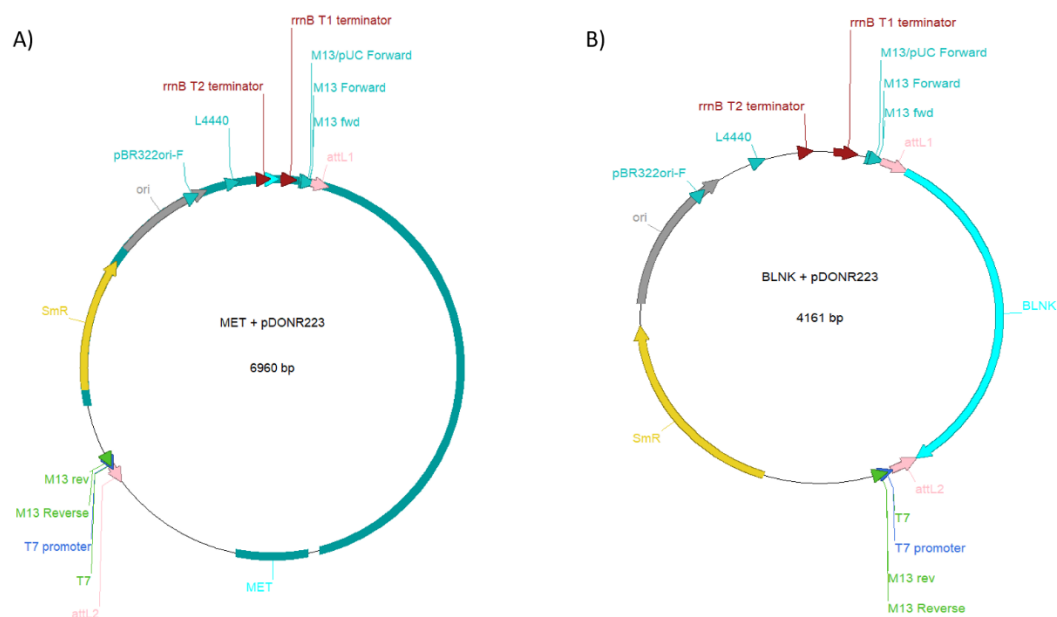 A)
rrnB T1 terminator
M13/pUC Forward
rrnB T2 terminator
M13 Forward
L4440
M13 fwd
pBR322ori-F
attL1
ori
SmR
MET + pDONR223
6960 bp
M13 rev
M13 Reverse
T7 promoter
T7
attL2
MET
B)
rrnB T1 terminator
M13/pUC Forward
rrnB T2 terminator
M13 Forward
L4440
M13 fwd
attL1
pBR322ori-F
ori
BLNK + pDONR223
4161 bp
BLNK
SmR
attL2
T7
T7 promoter
M13 rev
M13 Reverse